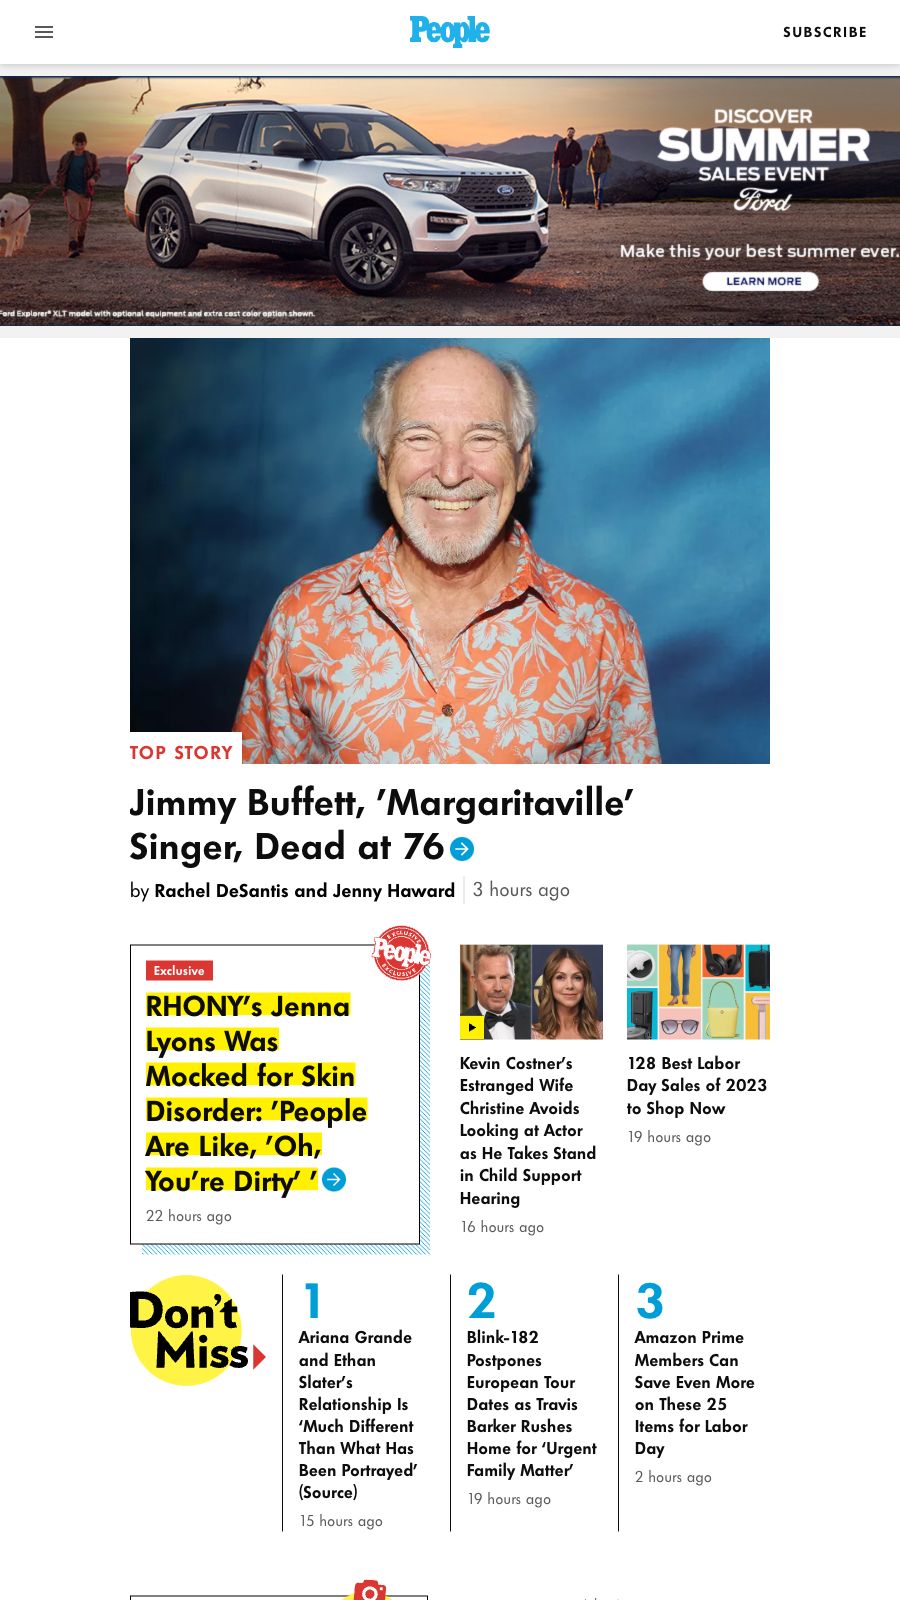 People
SUBSCRIBE
DISCOVER
SUMMER
SALES EVENT
Ford
Make this your best summer ever.
LEARN MORE
Ford Explorer® XLT model with optional equipment and extra cost color option shown.
EXPLORER
Ford
TOP STORY
Jimmy Buffett, ’Margaritaville’
Singer, Dead at 76
by Rachel DeSantis and Jenny Haward
3 hours ago
EXCLUSIVE
People
EXCLUSIVE
Exclusive
RHONY’s Jenna
Lyons Was
Mocked for Skin
Disorder: ’People
Are Like, ’Oh,
You’re Dirty’ ’
22 hours ago
Kevin Costner’s
Estranged Wife
Christine Avoids
Looking at Actor
as He Takes Stand
in Child Support
Hearing
16 hours ago
128 Best Labor
Day Sales of 2023
to Shop Now
19 hours ago
Don’t
Miss
1
Ariana Grande
and Ethan
Slater’s
Relationship Is
‘Much Different
Than What Has
Been Portrayed’
(Source)
15 hours ago
2
Blink-182
Postpones
European Tour
Dates as Travis
Barker Rushes
Home for ‘Urgent
Family Matter’
19 hours ago
3
Amazon Prime
Members Can
Save Even More
on These 25
Items for Labor
Day
2 hours ago